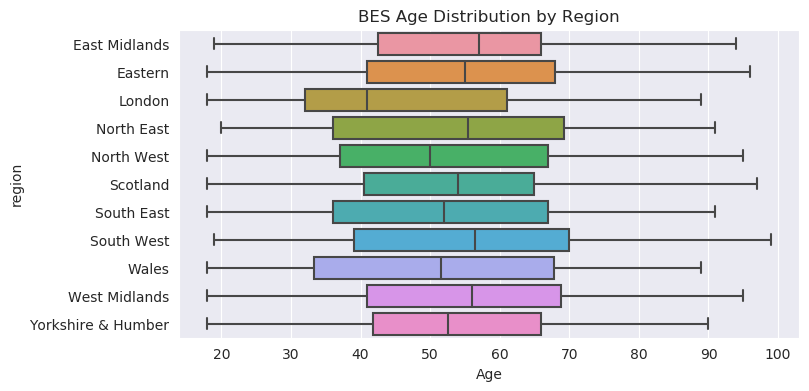 BES Age Distribution by Region
region
East Midlands
Eastern
London
North East
North West
Scotland
South East
South West
Wales
West Midlands
Yorkshire & Humber
20 30 40 50 60 70 80 90 100
Age